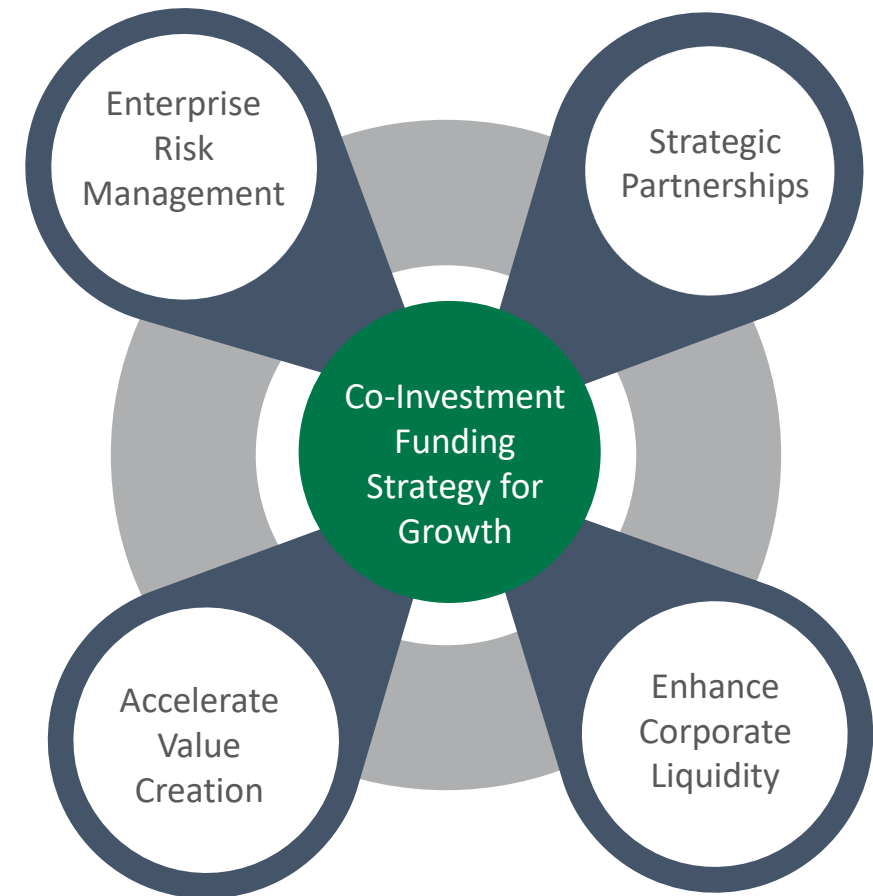 Enterprise
Risk
Management
Strategic
Partnerships
Co-Investment
Funding
Strategy for
Growth
Accelerate
Value
Creation
Enhance
Corporate
Liquidity